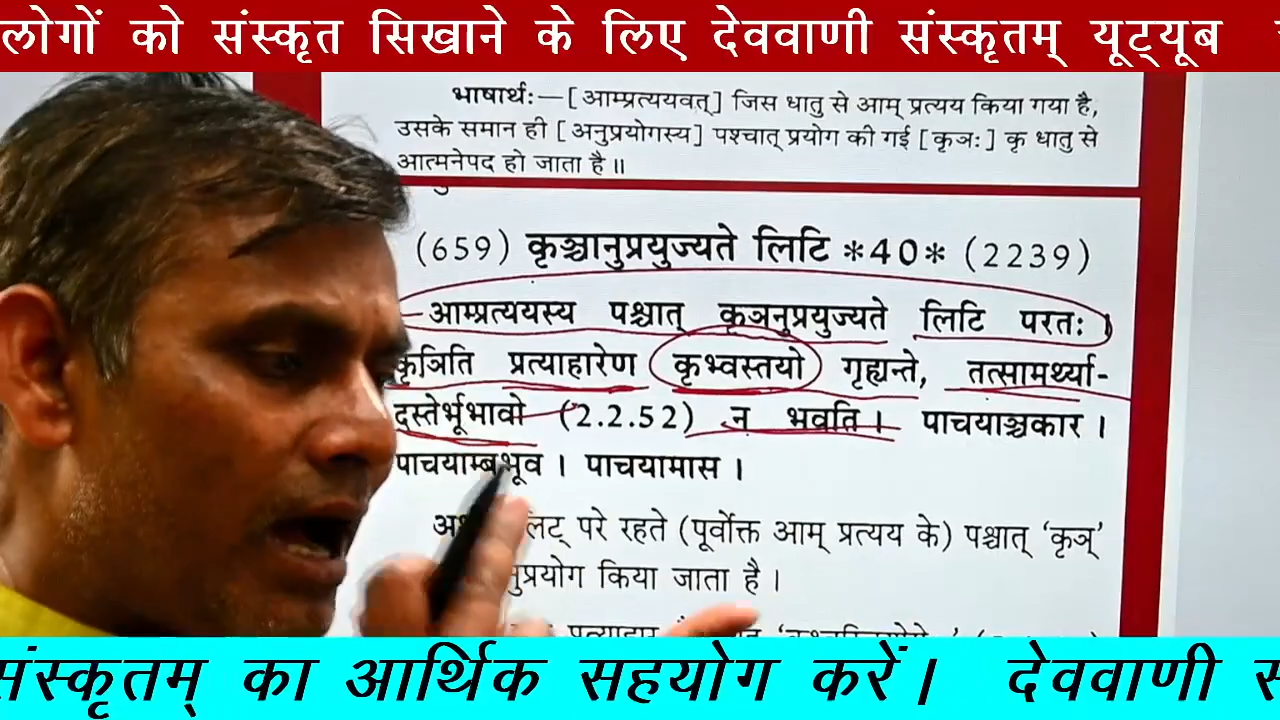 लोगों को संस्कृत सिखाने के लिए देववाणी संस्कृतम् यूट्यूब
भाषार्थः—[आम्प्रत्ययवत्] जिस धातु से आम् प्रत्यय किया गया है,
उसके समान ही [अनुप्रयोगस्य] पश्चात् प्रयोग की गई [कृञः] कृ धातु से
आत्मनेपद हो जाता है॥
(659) कृञ्चानुप्रयुज्यते लिटि *40* (2239)
आम्प्रत्ययस्य पश्चात् कृञनुप्रयुज्यते लिटि परतः।
कृञिति प्रत्याहारेण कृभ्वस्तयो गृह्यन्ते, तत्सामर्थ्या-
दस्तेर्भूभावो (2.2.52) न भवति। पाचयाञ्चकार।
पाचयाम्बभूव। पाचयामास।
लिट् परे रहते (पूर्वोक्त आम् प्रत्यय के) पश्चात् 'कृञ्'
नुप्रयोग किया जाता है।
संस्कृतम् का आर्थिक सहयोग करें। देववाणी